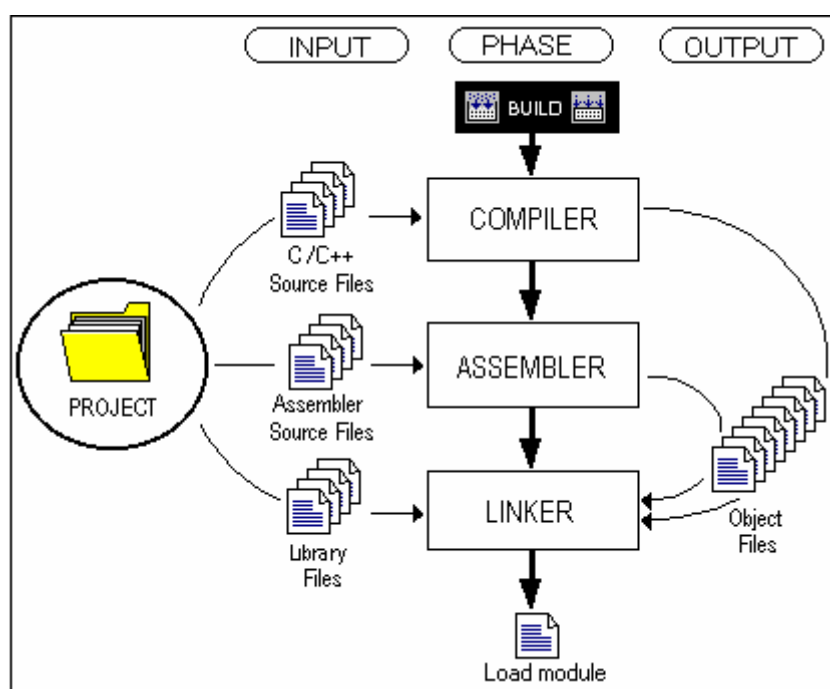 INPUT
PHASE
OUTPUT
BUILD
COMPILER
C/C++
Source Files
ASSEMBLER
PROJECT
Assembler
Source Files
LINKER
Object
Files
Library
Files
Load module